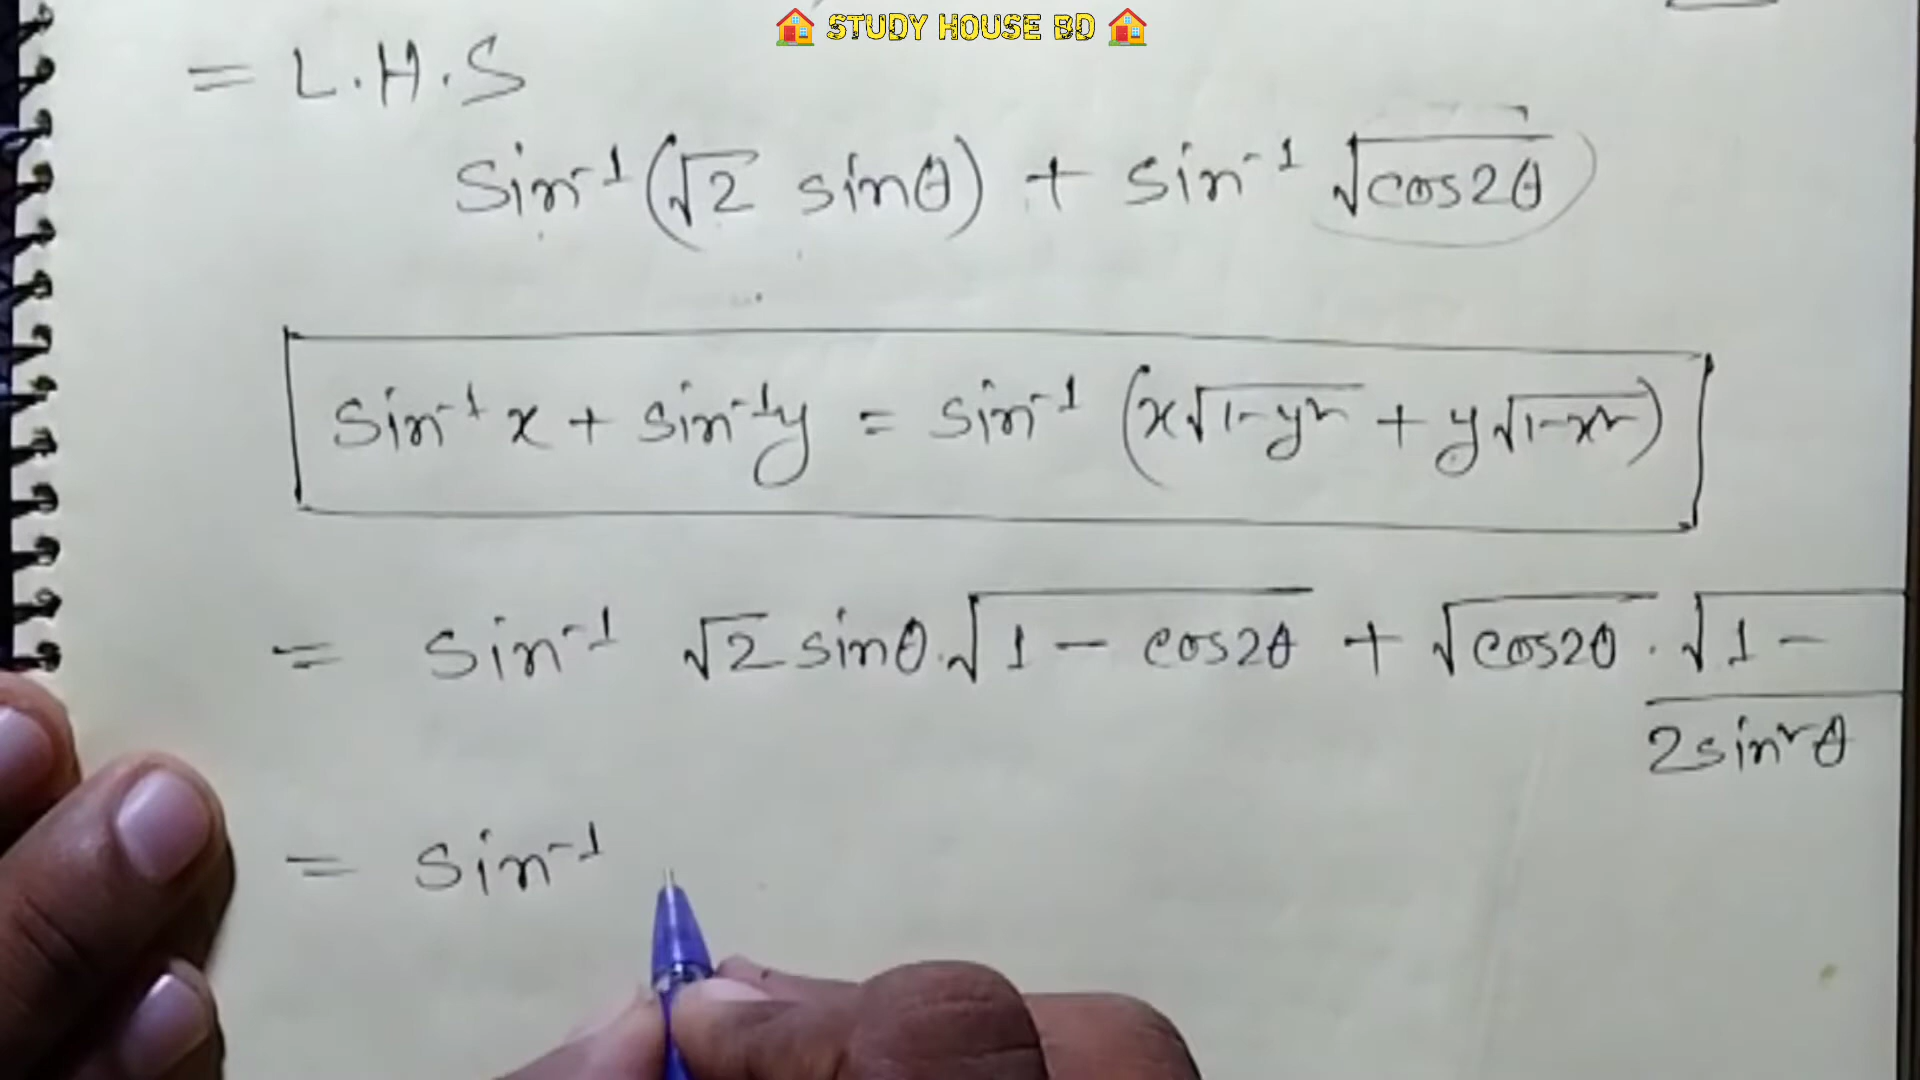 🏠 STUDY HOUSE BD 🏠
= L.H.S
Sin⁻¹(√2 sinθ) + sin⁻¹ √cos2θ
Sin⁻¹x + sin⁻¹y = sin⁻¹ (x√1-y² + y√1-x²)
= Sin⁻¹ √2 sinθ.√1 - cos2θ + √cos2θ . √1 -
2sin²θ
= Sin⁻¹